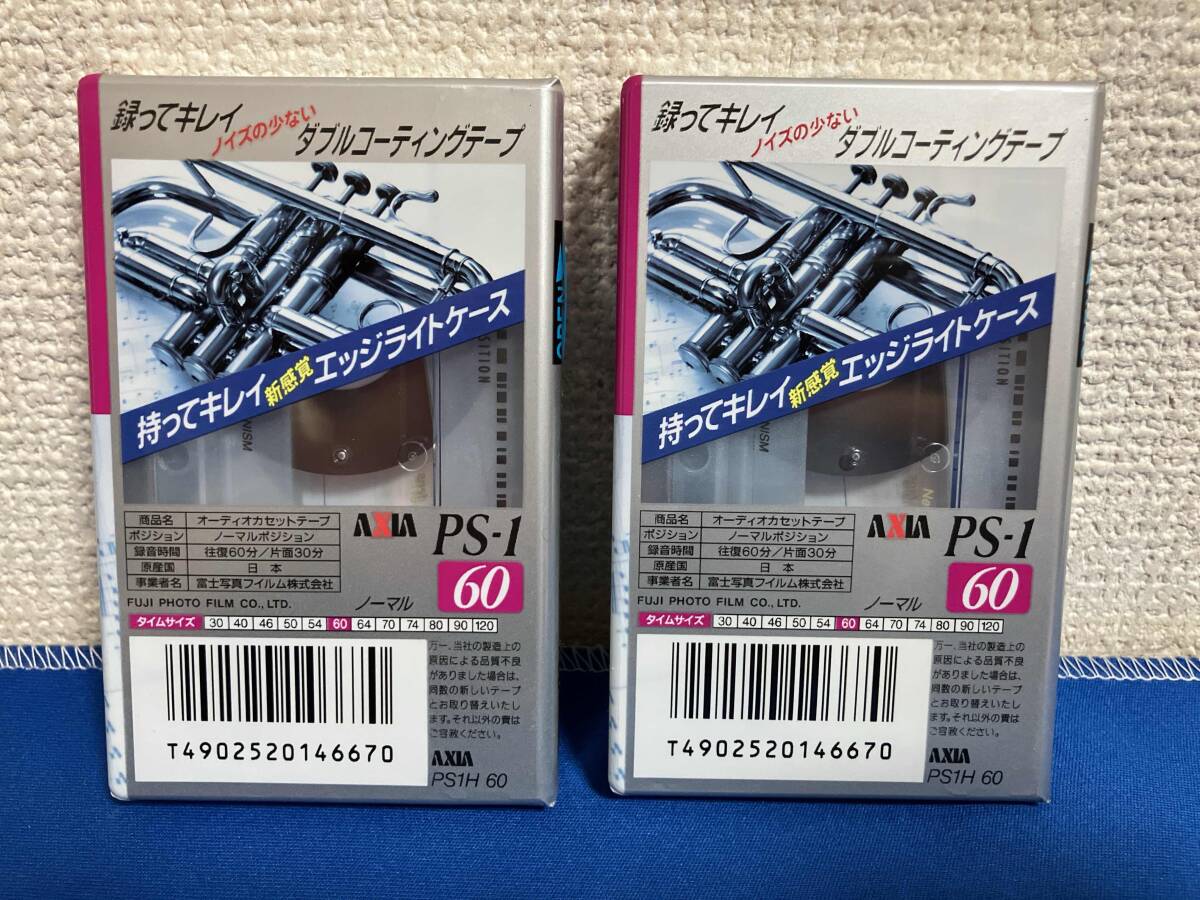 録ってキレイ
ノイズの少ない
ダブルコーティングテープ
OPEN
持ってキレイ新感覚エッジライトケース
商品名 オーディオカセットテープ
ポジション ノーマルポジション
録音時間 往復60分/片面30分
原産国 日本
事業者名 富士写真フイルム株式会社
FUJI PHOTO FILM CO., LTD.
AXIA PS-1
ノーマル 60
タイムサイズ 30 40 46 50 54 60 64 70 74 80 90 120
万一、当社の製造上の
原因による品質不良
がありました場合は、
同数の新しいテープ
とお取り替えいたし
ます。それ以外の責は
ご容赦ください。
T4902520146670
AXIA
PS1H 60
録ってキレイ
ノイズの少ない
ダブルコーティングテープ
持ってキレイ新感覚エッジライトケース
商品名 オーディオカセットテープ
ポジション ノーマルポジション
録音時間 往復60分/片面30分
原産国 日本
事業者名 富士写真フイルム株式会社
FUJI PHOTO FILM CO., LTD.
AXIA PS-1
ノーマル 60
タイムサイズ 30 40 46 50 54 60 64 70 74 80 90 120
万一、当社の製造上の
原因による品質不良
がありました場合は、
同数の新しいテープ
とお取り替えいたし
ます。それ以外の責は
ご容赦ください。
T4902520146670
AXIA
PS1H 60